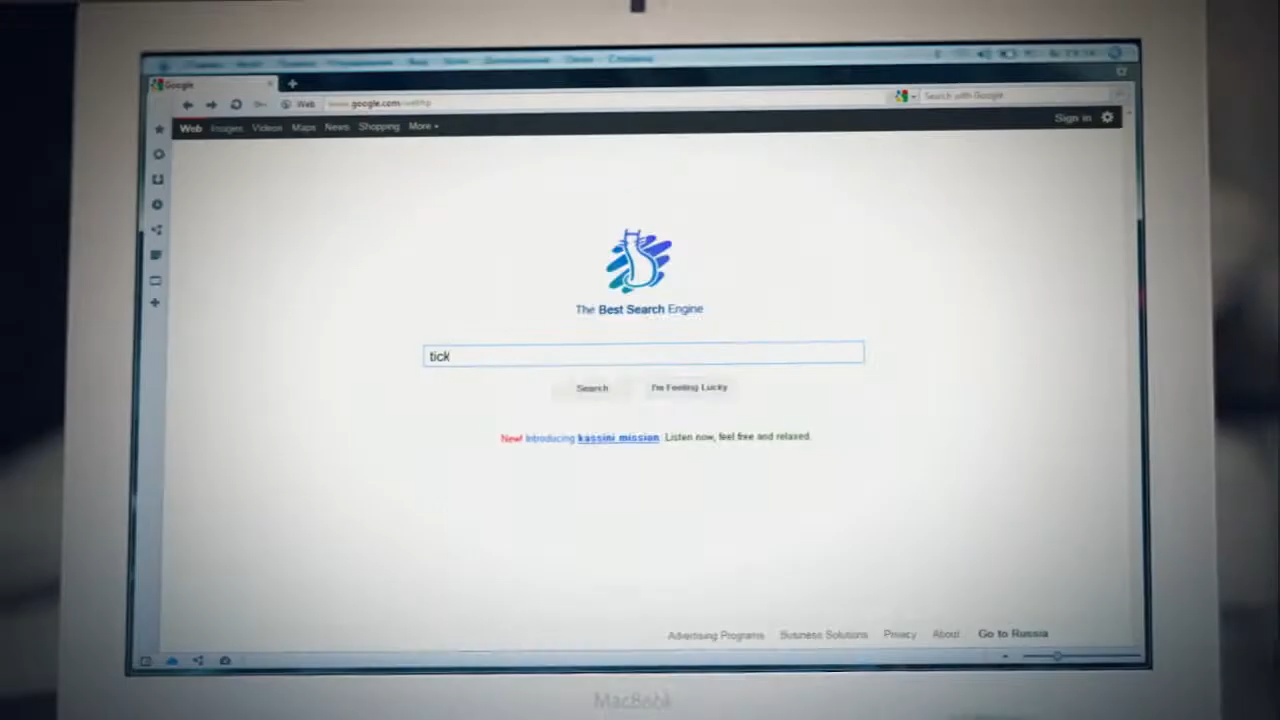 Google
Web www.google.com/webhp Search with Google
Web Images Videos Maps News Shopping More
Sign in
The Best Search Engine
tick
Search I'm Feeling Lucky
New! Introducing kassini mission. Listen now, feel free and relaxed.
Advertising Programs Business Solutions Privacy About Go to Russia
MacBook